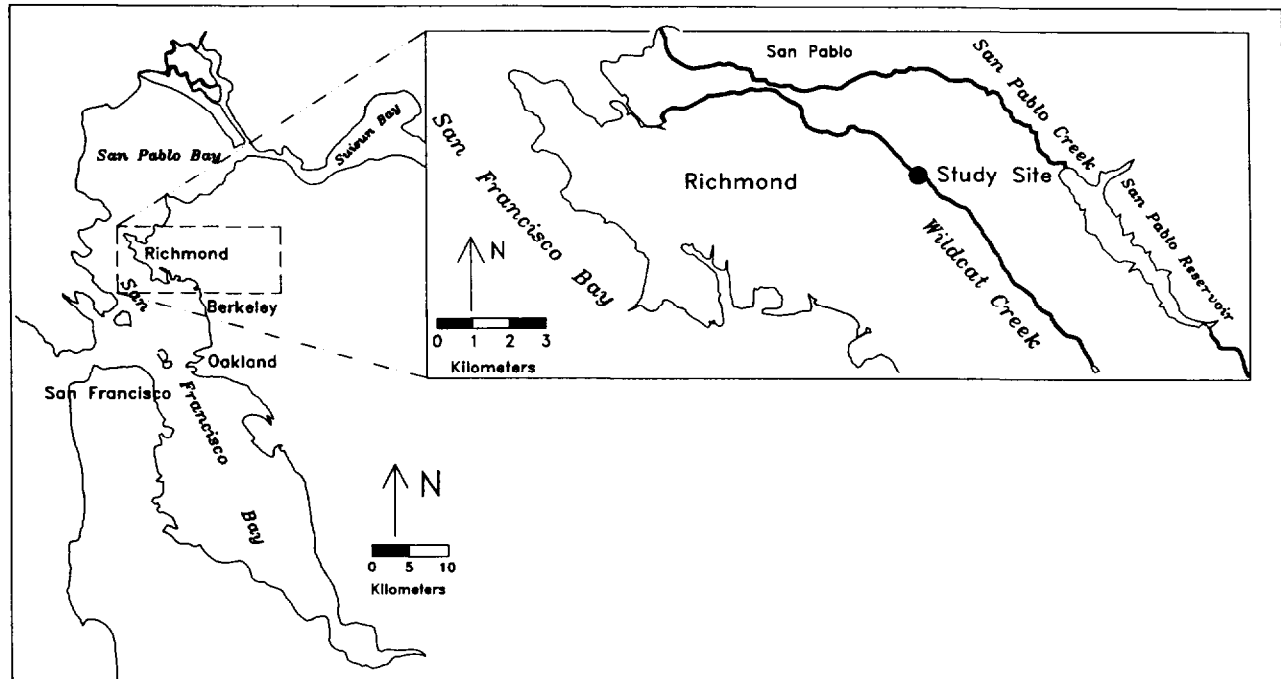 San Pablo Bay
Suisun Bay
Richmond
San Francisco Bay
Berkeley
Oakland
San Francisco
N
0 5 10
Kilometers
San Pablo
San Pablo Creek
San Francisco Bay
Richmond
Study Site
San Pablo Reservoir
Wildcat Creek
N
0 1 2 3
Kilometers